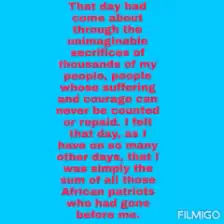 That day had
come about
through the
unimaginable
sacrifices of
thousands of my
people, people
whose suffering
and courage can
never be counted
or repaid. I felt
that day, as I
have on so many
other days, that I
was simply the
sum of all those
African patriots
who had gone
before me.
FILMIGO